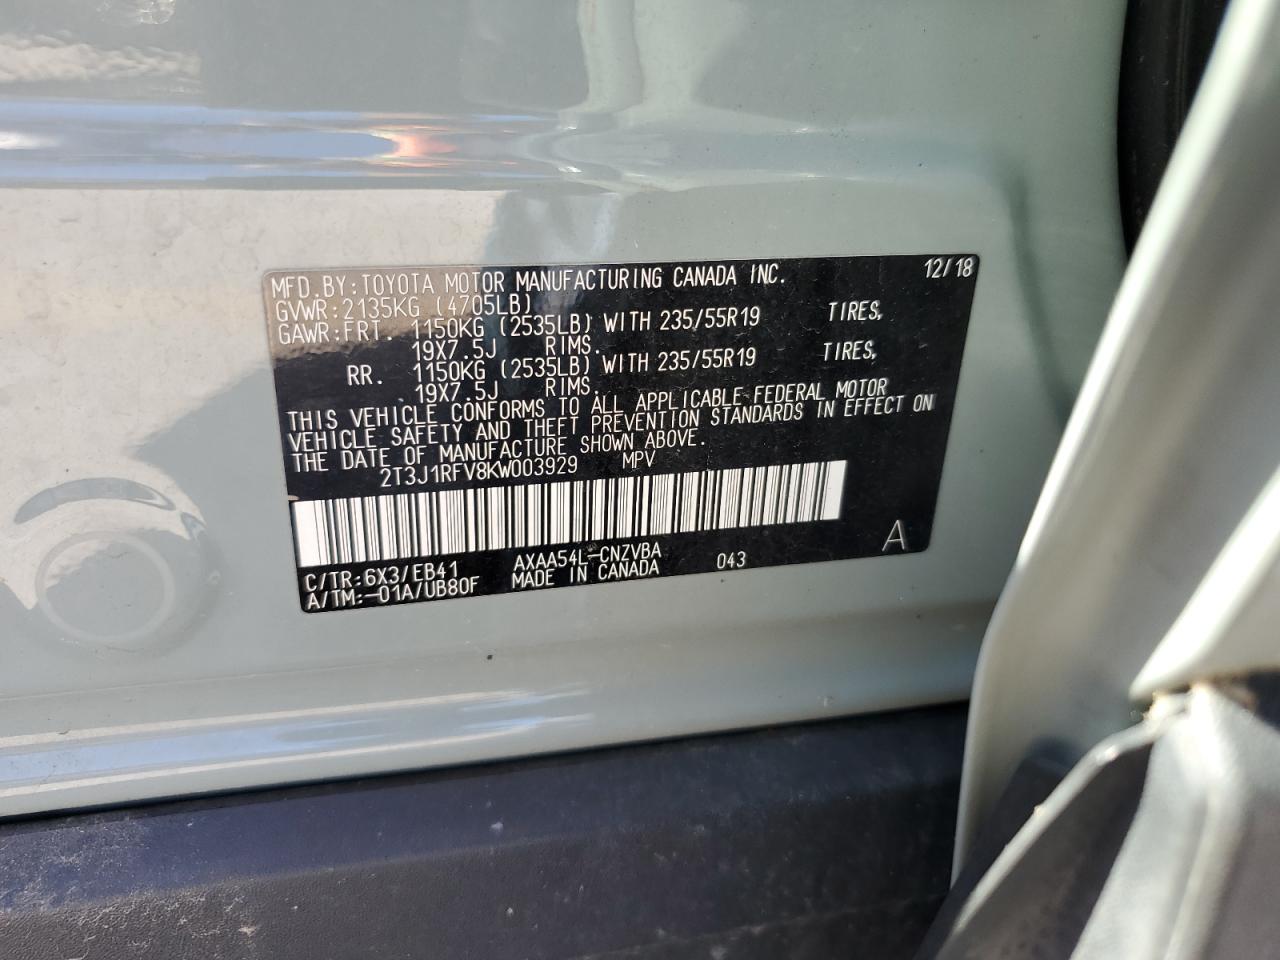 MFD.BY:TOYOTA MOTOR MANUFACTURING CANADA INC. 12/18
GVWR:2135KG (4705LB)
GAWR:FRT. 1150KG (2535LB) WITH 235/55R19 TIRES,
19X7.5J RIMS.
RR. 1150KG (2535LB) WITH 235/55R19 TIRES,
19X7.5J RIMS.
THIS VEHICLE CONFORMS TO ALL APPLICABLE FEDERAL MOTOR
VEHICLE SAFETY AND THEFT PREVENTION STANDARDS IN EFFECT ON
THE DATE OF MANUFACTURE SHOWN ABOVE.
2T3J1RFV8KW003929 MPV
C/TR:6X3/EB41 AXAA54L-CNZVBA 043 A
A/TM:-01A/UB80F MADE IN CANADA